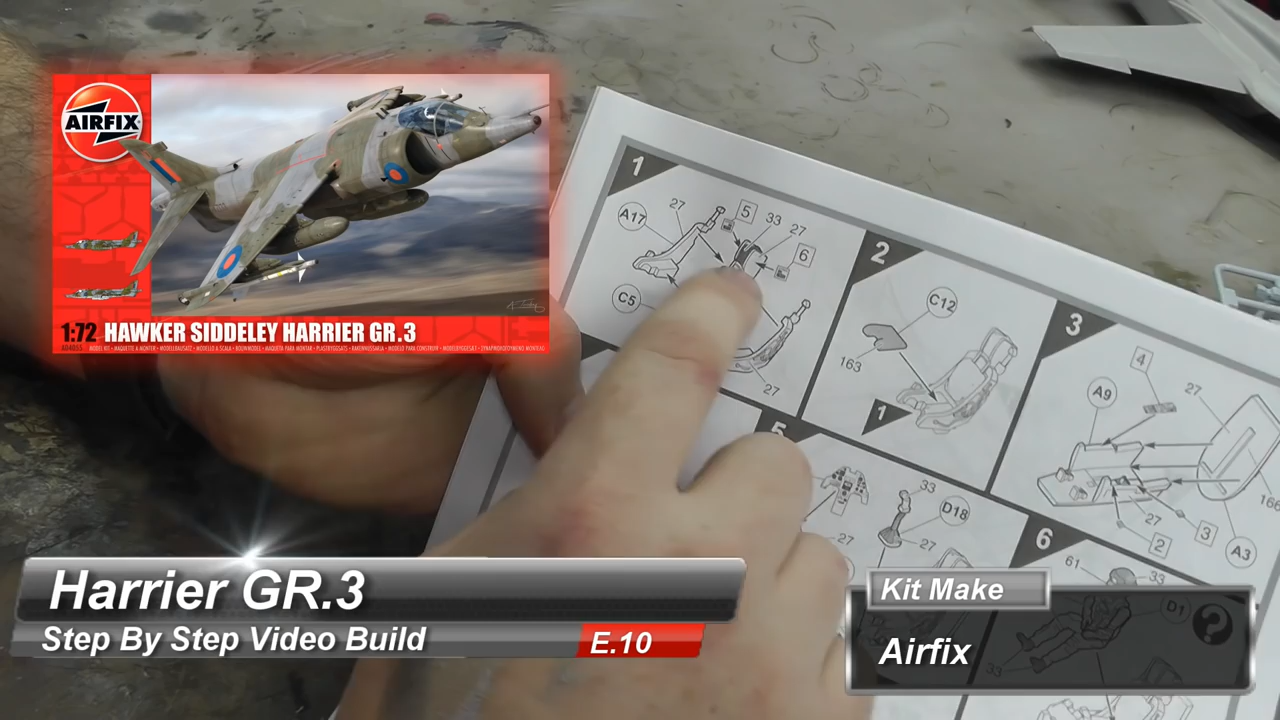 AIRFIX
1:72 HAWKER SIDDELEY HARRIER GR.3
1
A17
27
5
33
27
6
C5
27
2
C12
163
1
3
4
27
A9
166
27
2
3
A3
5
33
D18
27
27
6
61
33
D1
33
?
Harrier GR.3
Step By Step Video Build
E.10
Kit Make
Airfix